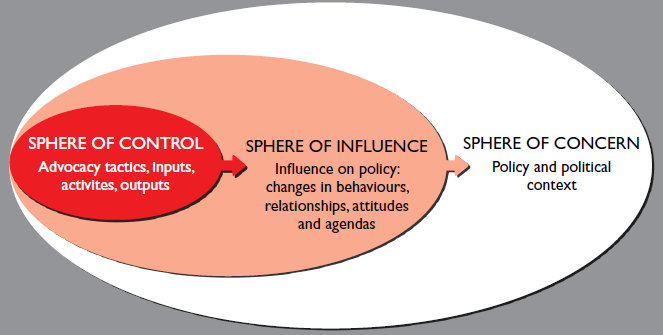 SPHERE OF CONTROL
Advocacy tactics, inputs,
activites, outputs
SPHERE OF INFLUENCE
Influence on policy:
changes in behaviours,
relationships, attitudes
and agendas
SPHERE OF CONCERN
Policy and political
context